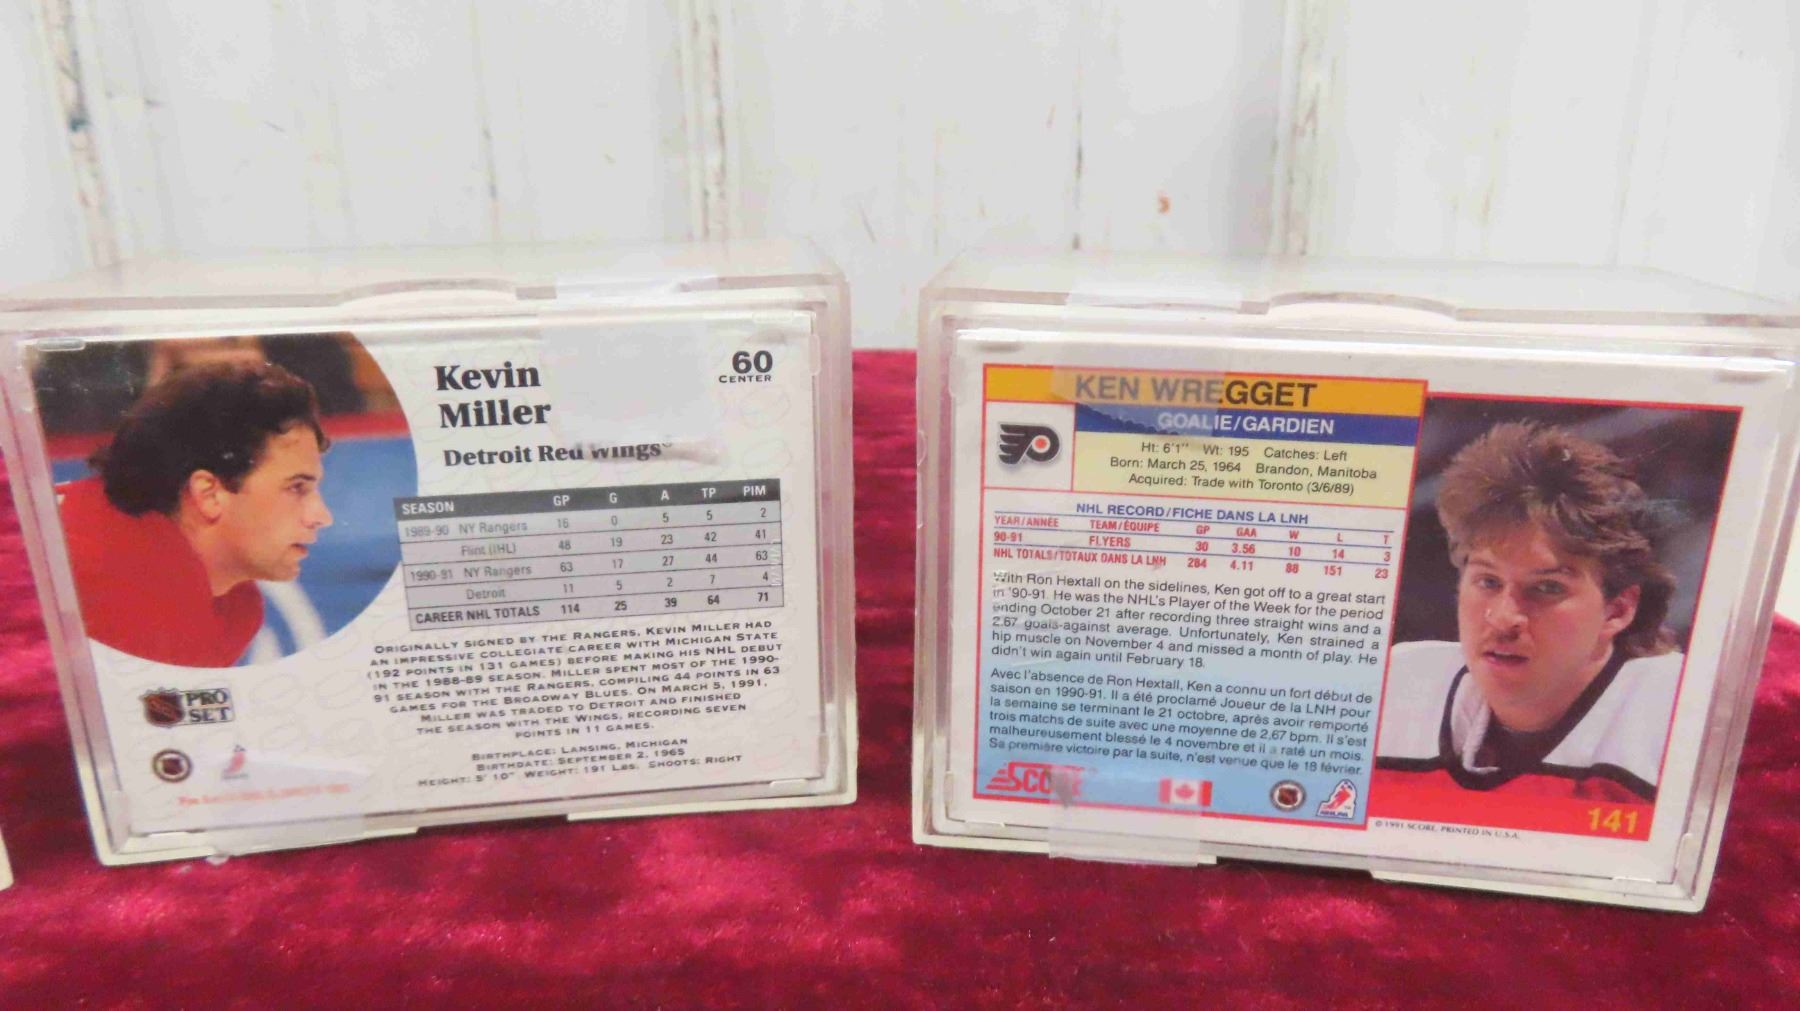 Kevin
Miller
60
CENTER
Detroit Red Wings
SEASON GP G A TP PIM
1989-90 NY Rangers 16 0 5 5 2
Flint (IHL) 48 19 23 42 41
1990-91 NY Rangers 63 17 27 44 63
Detroit 11 5 2 7 4
CAREER NHL TOTALS 114 25 39 64 71
ORIGINALLY SIGNED BY THE RANGERS, KEVIN MILLER HAD
AN IMPRESSIVE COLLEGIATE CAREER WITH MICHIGAN STATE
(192 POINTS IN 131 GAMES) BEFORE MAKING HIS NHL DEBUT
IN THE 1988-89 SEASON. MILLER SPENT MOST OF THE 1990-
91 SEASON WITH THE RANGERS, COMPILING 44 POINTS IN 63
GAMES FOR THE BROADWAY BLUES. ON MARCH 5, 1991,
MILLER WAS TRADED TO DETROIT AND FINISHED
THE SEASON WITH THE WINGS, RECORDING SEVEN
POINTS IN 11 GAMES.
BIRTHPLACE: LANSING, MICHIGAN
BIRTHDATE: SEPTEMBER 2, 1965
HEIGHT: 5' 10" WEIGHT: 191 LBS. SHOOTS: RIGHT
PRO
SET
KEN WREGGET
GOALIE/GARDIEN
Ht: 6'1" Wt: 195 Catches: Left
Born: March 25, 1964 Brandon, Manitoba
Acquired: Trade with Toronto (3/6/89)
NHL RECORD/FICHE DANS LA LNH
YEAR/ANNÉE TEAM/ÉQUIPE GP GAA W L T
90-91 FLYERS 30 3.56 10 14 3
NHL TOTALS/TOTAUX DANS LA LNH 284 4.11 88 151 23
With Ron Hextall on the sidelines, Ken got off to a great start
in '90-91. He was the NHL's Player of the Week for the period
ending October 21 after recording three straight wins and a
2.67 goals-against average. Unfortunately, Ken strained a
hip muscle on November 4 and missed a month of play. He
didn't win again until February 18.
Avec l'absence de Ron Hextall, Ken a connu un fort début de
saison en 1990-91. Il a été proclamé Joueur de la LNH pour
la semaine se terminant le 21 octobre, après avoir remporté
trois matchs de suite avec une moyenne de 2,67 bpm. Il s'est
malheureusement blessé le 4 novembre et il a raté un mois.
Sa première victoire par la suite, n'est venue que le 18 février.
SCORE
© 1991 SCORE, PRINTED IN U.S.A.
141